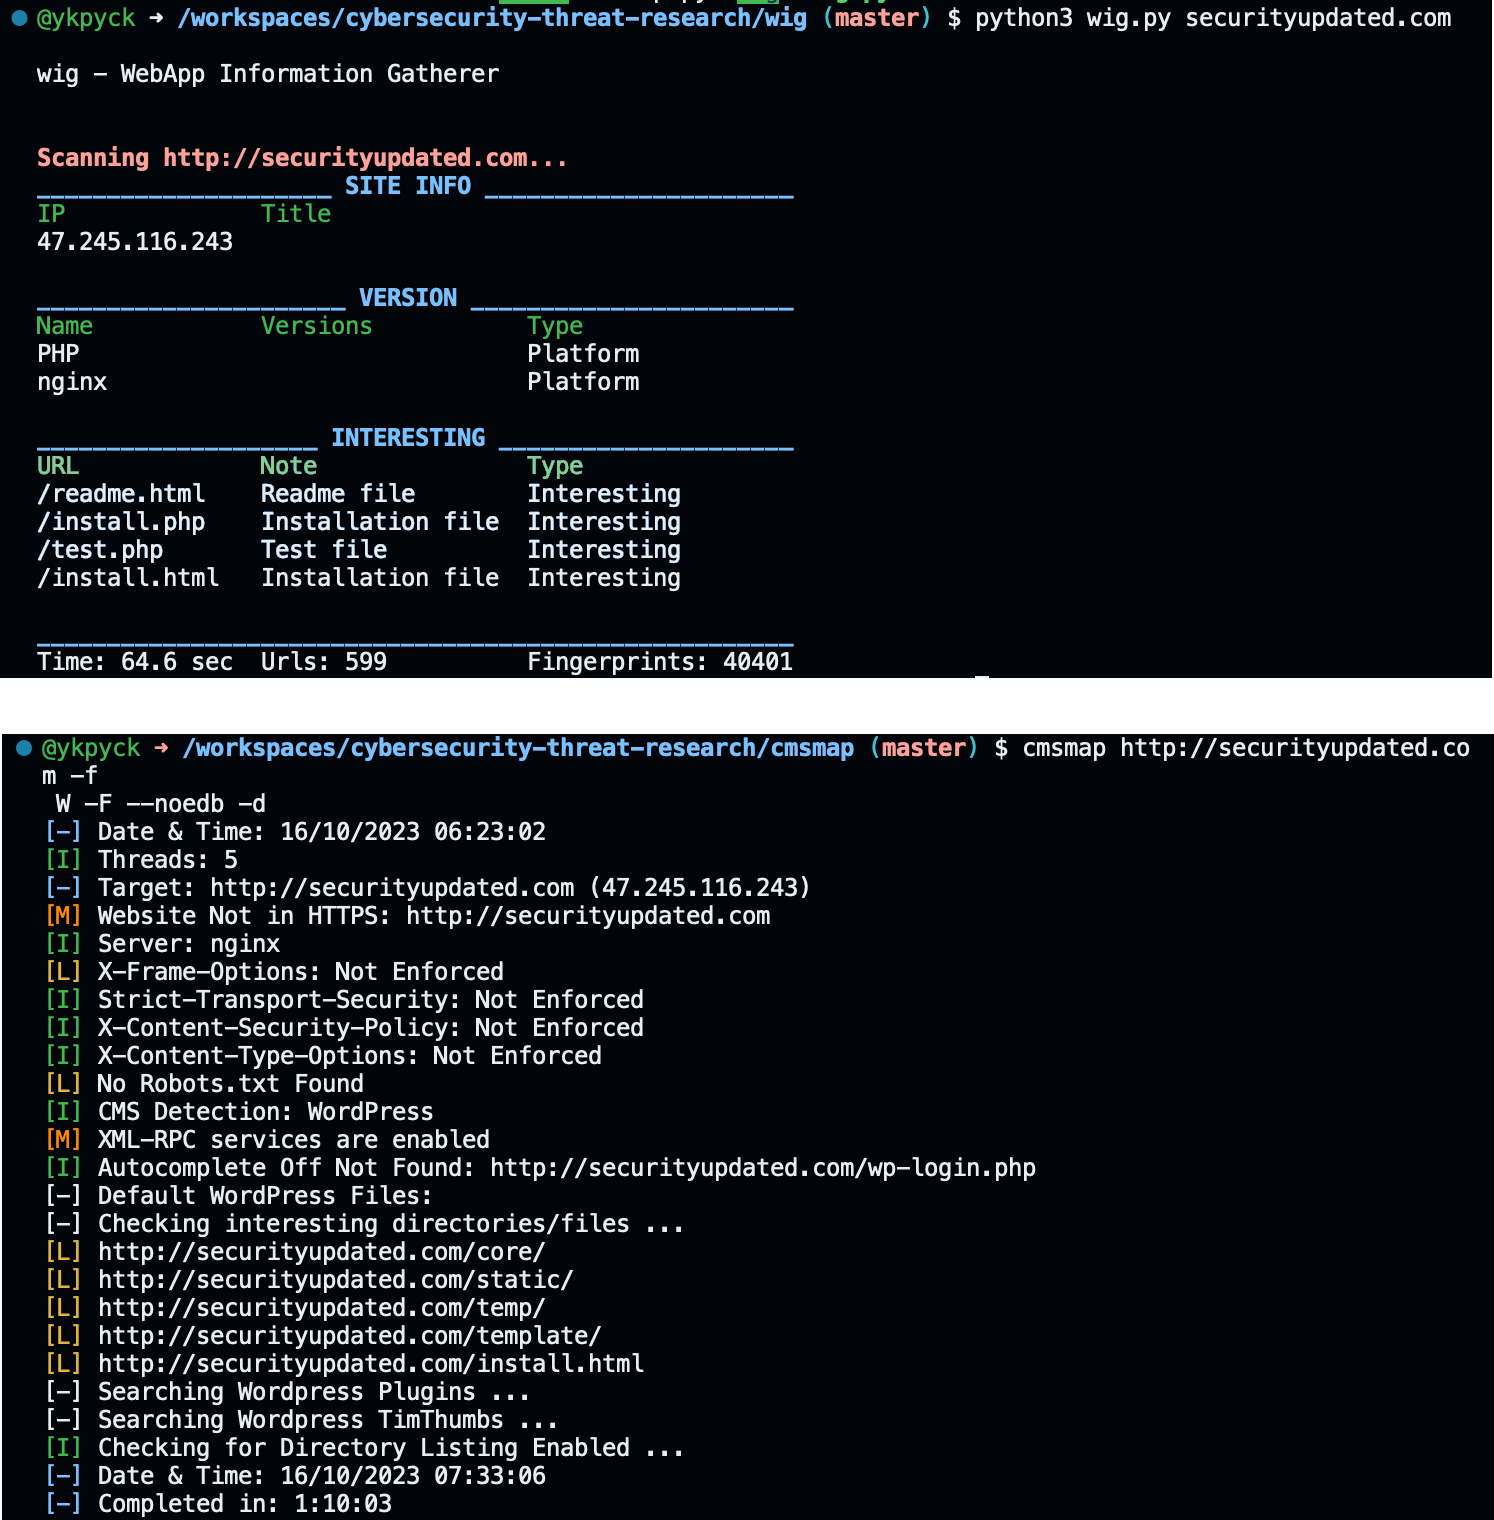 @ykpyck ➜ /workspaces/cybersecurity-threat-research/wig (master) $ python3 wig.py securityupdated.com
wig - WebApp Information Gatherer
Scanning http://securityupdated.com...
_____________________ SITE INFO ______________________
IP Title
47.245.116.243
______________________ VERSION _______________________
Name Versions Type
PHP Platform
nginx Platform
____________________ INTERESTING _____________________
URL Note Type
/readme.html Readme file Interesting
/install.php Installation file Interesting
/test.php Test file Interesting
/install.html Installation file Interesting
______________________________________________________
Time: 64.6 sec Urls: 599 Fingerprints: 40401
@ykpyck ➜ /workspaces/cybersecurity-threat-research/cmsmap (master) $ cmsmap http://securityupdated.co
m -f
W -F --noedb -d
[-] Date & Time: 16/10/2023 06:23:02
[I] Threads: 5
[-] Target: http://securityupdated.com (47.245.116.243)
[M] Website Not in HTTPS: http://securityupdated.com
[I] Server: nginx
[L] X-Frame-Options: Not Enforced
[I] Strict-Transport-Security: Not Enforced
[I] X-Content-Security-Policy: Not Enforced
[I] X-Content-Type-Options: Not Enforced
[L] No Robots.txt Found
[I] CMS Detection: WordPress
[M] XML-RPC services are enabled
[I] Autocomplete Off Not Found: http://securityupdated.com/wp-login.php
[-] Default WordPress Files:
[-] Checking interesting directories/files ...
[L] http://securityupdated.com/core/
[L] http://securityupdated.com/static/
[L] http://securityupdated.com/temp/
[L] http://securityupdated.com/template/
[L] http://securityupdated.com/install.html
[-] Searching Wordpress Plugins ...
[-] Searching Wordpress TimThumbs ...
[I] Checking for Directory Listing Enabled ...
[-] Date & Time: 16/10/2023 07:33:06
[-] Completed in: 1:10:03